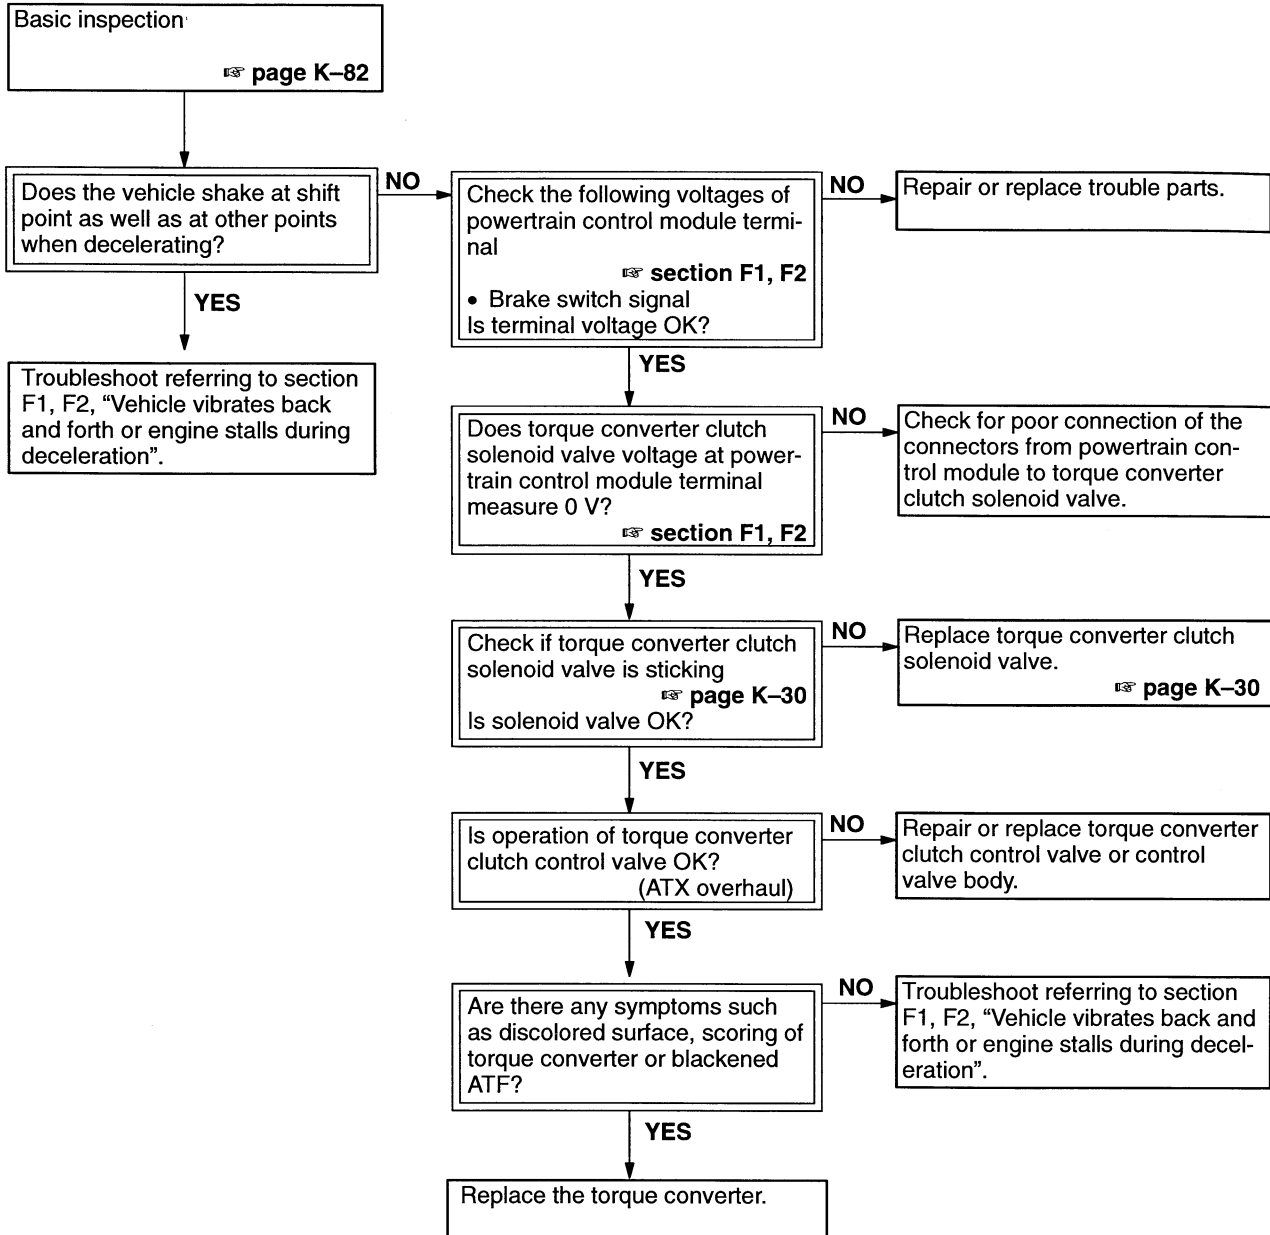 Basic inspection
☞ page K–82
Does the vehicle shake at shift
point as well as at other points
when decelerating?
NO
YES
Troubleshoot referring to section
F1, F2, “Vehicle vibrates back
and forth or engine stalls during
deceleration”.
Check the following voltages of
powertrain control module termi-
nal
☞ section F1, F2
• Brake switch signal
Is terminal voltage OK?
NO
Repair or replace trouble parts.
YES
Does torque converter clutch
solenoid valve voltage at power-
train control module terminal
measure 0 V?
☞ section F1, F2
NO
Check for poor connection of the
connectors from powertrain con-
trol module to torque converter
clutch solenoid valve.
YES
Check if torque converter clutch
solenoid valve is sticking
☞ page K–30
Is solenoid valve OK?
NO
Replace torque converter clutch
solenoid valve.
☞ page K–30
YES
Is operation of torque converter
clutch control valve OK?
(ATX overhaul)
NO
Repair or replace torque converter
clutch control valve or control
valve body.
YES
Are there any symptoms such
as discolored surface, scoring of
torque converter or blackened
ATF?
NO
Troubleshoot referring to section
F1, F2, “Vehicle vibrates back and
forth or engine stalls during decel-
eration”.
YES
Replace the torque converter.